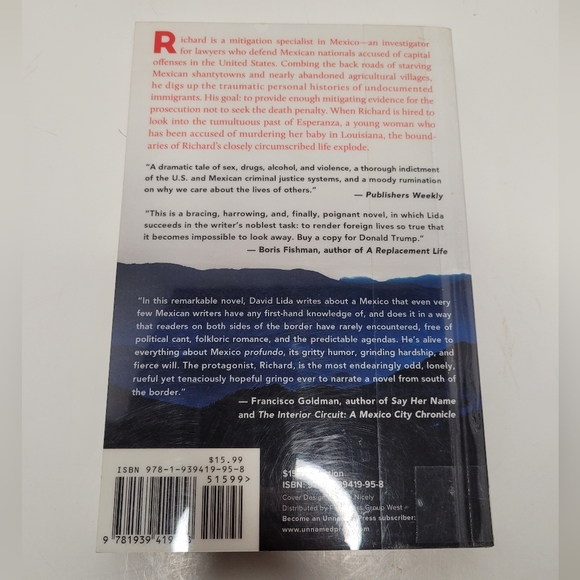 Richard is a mitigation specialist in Mexico—an investigator
for lawyers who defend Mexican nationals accused of capital
offenses in the United States. Combing the back roads of starving
Mexican shantytowns and nearly abandoned agricultural villages,
he digs up the traumatic personal histories of undocumented
immigrants. His goal: to provide enough mitigating evidence for the
prosecution not to seek the death penalty. When Richard is hired to
look into the tumultuous past of Esperanza, a young woman who
has been accused of murdering her baby in Louisiana, the bound-
aries of Richard's closely circumscribed life explode.
"A dramatic tale of sex, drugs, alcohol, and violence, a thorough indictment
of the U.S. and Mexican criminal justice systems, and a moody rumination
on why we care about the lives of others."
— Publishers Weekly
"This is a bracing, harrowing, and, finally, poignant novel, in which Lida
succeeds in the writer's noblest task: to render foreign lives so true that
it becomes impossible to look away. Buy a copy for Donald Trump."
— Boris Fishman, author of A Replacement Life
"In this remarkable novel, David Lida writes about a Mexico that even very
few Mexican writers have any first-hand knowledge of, and does it in a way
that readers on both sides of the border have rarely encountered, free of
political cant, folkloric romance, and the predictable agendas. He's alive to
everything about Mexico profundo, its gritty humor, grinding hardship, and
fierce will. The protagonist, Richard, is the most endearingly odd, lonely,
rueful yet tenaciously hopeful gringo ever to narrate a novel from south of
the border."
— Francisco Goldman, author of Say Her Name
and The Interior Circuit: A Mexico City Chronicle
$15.99
ISBN 978-1-939419-95-8
51599>
9 781939 419
ISBN: 9 419-95-8
Cover Design Nicely
Distributed by Group West
Become an Press subscriber:
www.unnamedpre